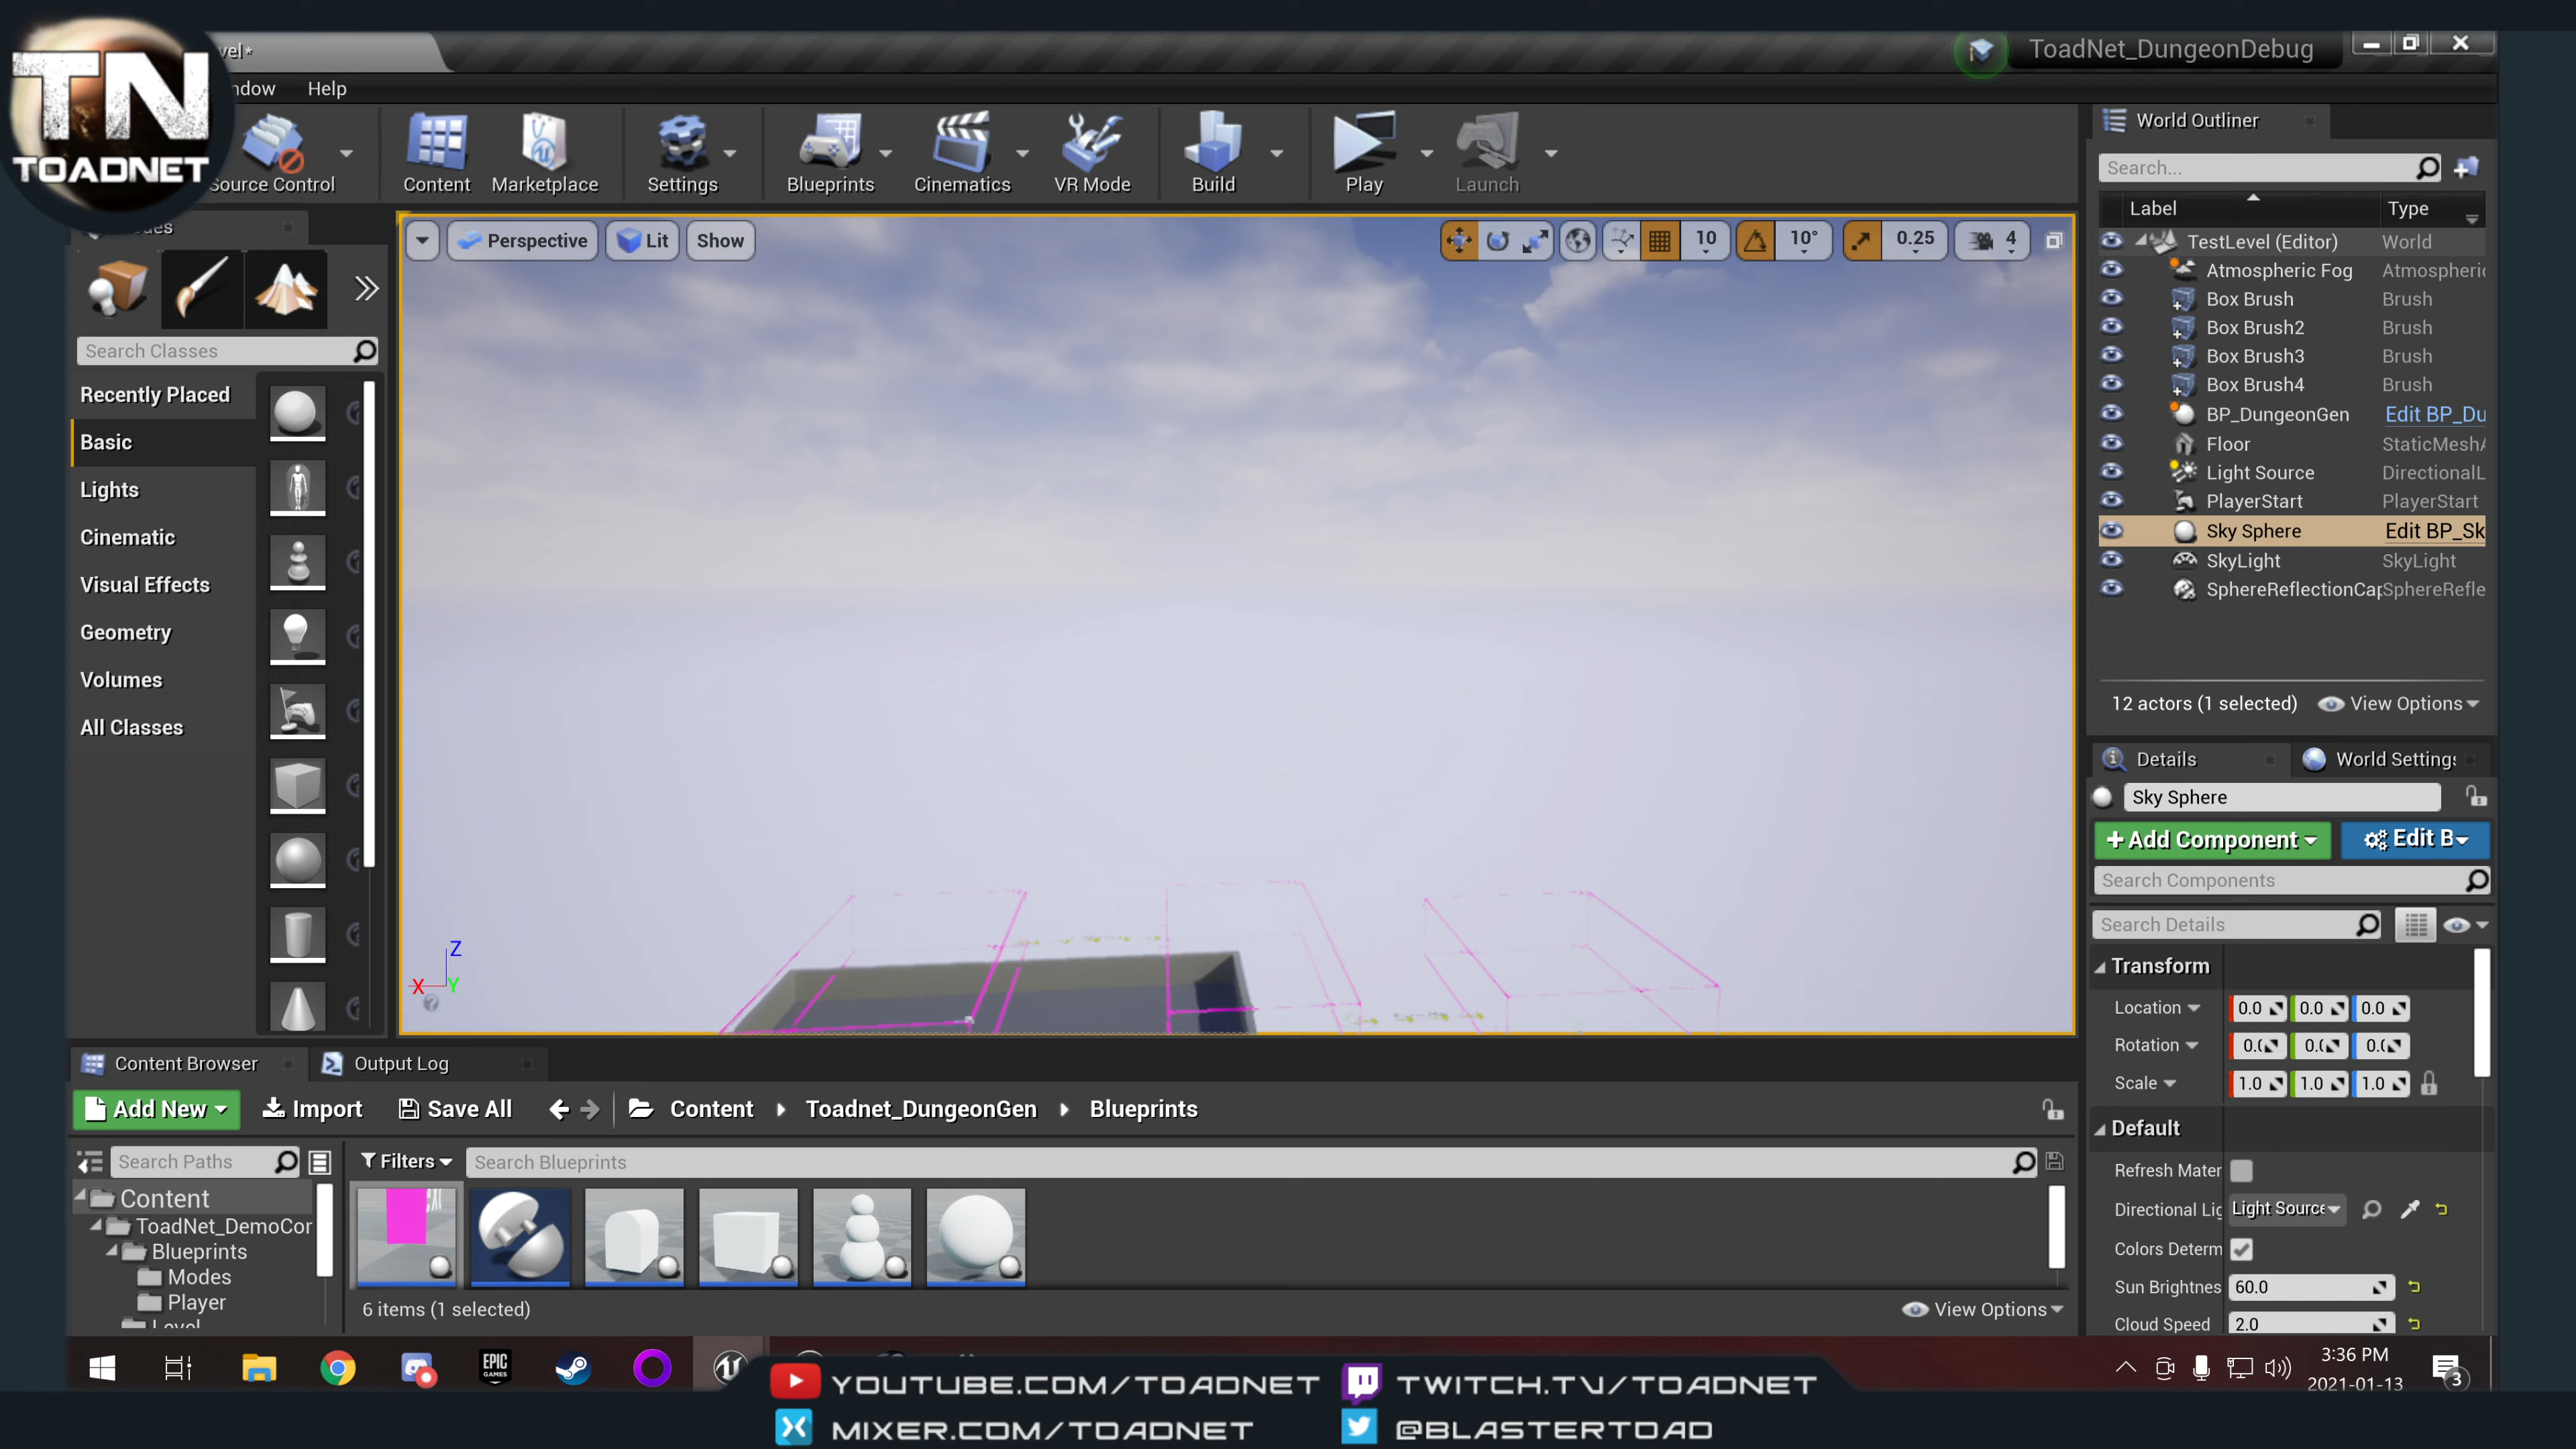 TN
TOADNET
vel*
ToadNet_DungeonDebug
ndow Help
Source Control
Content
Marketplace
Settings
Blueprints
Cinematics
VR Mode
Build
Play
Launch
Search Classes
Recently Placed
Basic
Lights
Cinematic
Visual Effects
Geometry
Volumes
All Classes
Perspective
Lit
Show
10
10°
0.25
4
Z
X
Y
World Outliner
Search...
Label Type
TestLevel (Editor) World
Atmospheric Fog Atmospheric
Box Brush Brush
Box Brush2 Brush
Box Brush3 Brush
Box Brush4 Brush
BP_DungeonGen Edit BP_Du
Floor StaticMeshA
Light Source DirectionalL
PlayerStart PlayerStart
Sky Sphere Edit BP_Sk
SkyLight SkyLight
SphereReflectionCap SphereRefle
12 actors (1 selected) View Options
Details World Settings
Sky Sphere
+ Add Component Edit B
Search Components
Search Details
Transform
Location 0.0 0.0 0.0
Rotation 0.0 0.0 0.0
Scale 1.0 1.0 1.0
Default
Refresh Mater
Directional Lig Light Source
Colors Determ
Sun Brightnes 60.0
Cloud Speed 2.0
Content Browser Output Log
Add New Import Save All Content Toadnet_DungeonGen Blueprints
Search Paths Filters Search Blueprints
Content
ToadNet_DemoCor
Blueprints
Modes
Player
Level
6 items (1 selected) View Options
EPIC
GAMES
3:36 PM
2021-01-13
3
YOUTUBE.COM/TOADNET TWITCH.TV/TOADNET
MIXER.COM/TOADNET @BLASTERTOAD